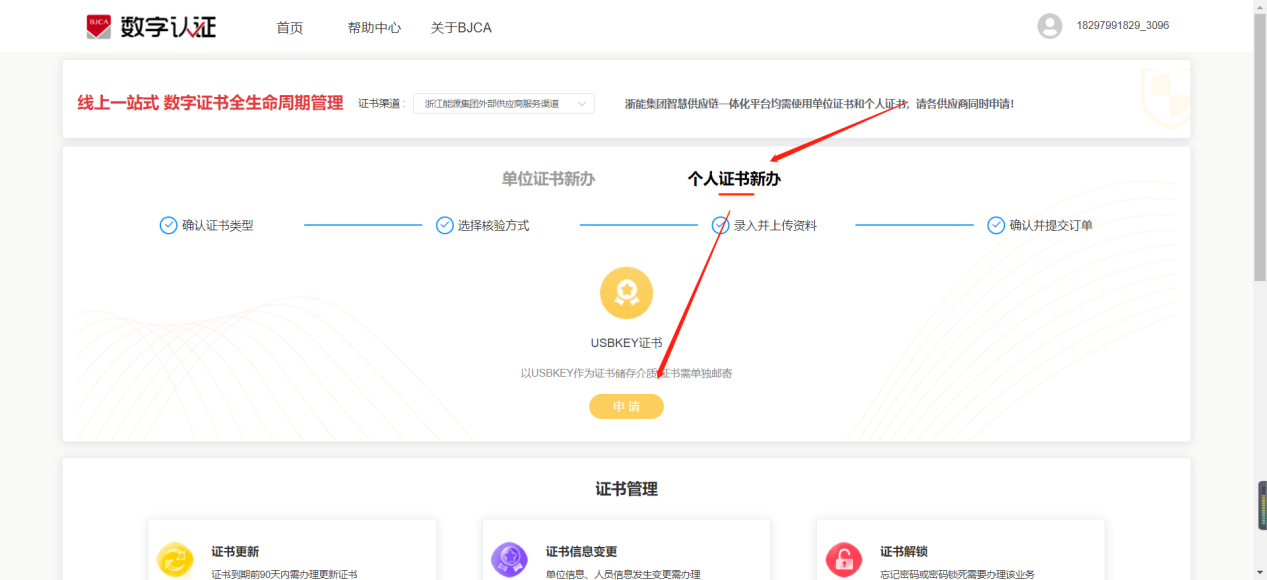 BJCA 数字认证 首页 帮助中心 关于BJCA 18297991829_3096
线上一站式 数字证书全生命周期管理 证书渠道： 浙江能源集团外部供应商服务渠道 浙能集团智慧供应链一体化平台均需使用单位证书和个人证书，请各供应商同时申请！
单位证书新办 个人证书新办
确认证书类型 选择核验方式 录入并上传资料 确认并提交订单
USBKEY证书
以USBKEY作为证书储存介质,证书需单独邮寄
申请
证书管理
证书更新 证书信息变更 证书解锁
证书到期前90天内需办理更新证书 单位信息、人员信息发生变更需办理 忘记密码或密码锁死需要办理该业务